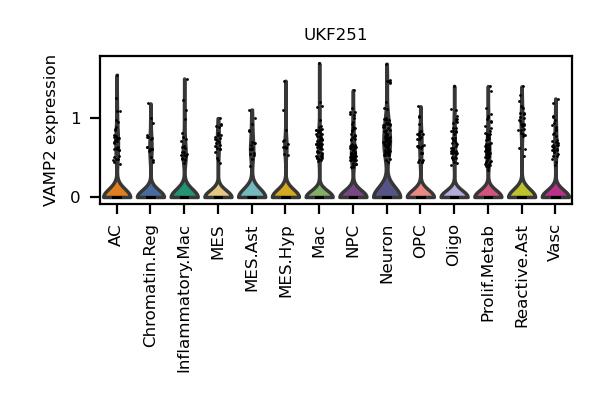 UKF251
VAMP2 expression
1
0
AC
Chromatin.Reg
Inflammatory.Mac
MES
MES.Ast
MES.Hyp
Mac
NPC
Neuron
OPC
Oligo
Prolif.Metab
Reactive.Ast
Vasc